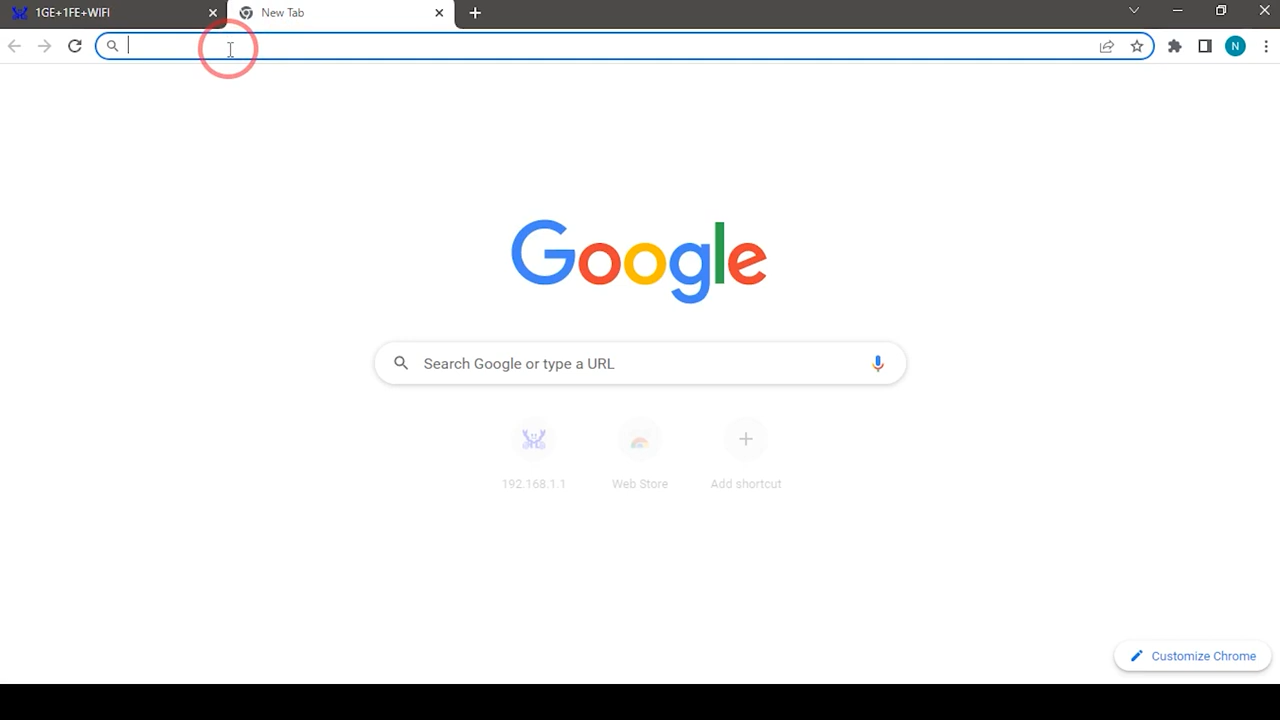 1GE+1FE+WIFI
New Tab
N
Google
Search Google or type a URL
192.168.1.1
Web Store
Add shortcut
Customize Chrome